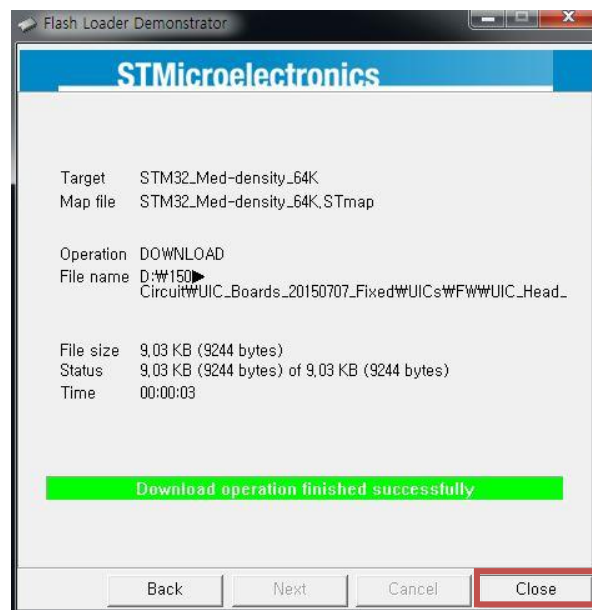 Flash Loader Demonstrator
STMicroelectronics
Target STM32_Med-density_64K
Map file STM32_Med-density_64K.STmap
Operation DOWNLOAD
File name D:₩150▶
Circuit₩UIC_Boards_20150707_Fixed₩UICs₩FW₩UIC_Head_
File size 9.03 KB (9244 bytes)
Status 9.03 KB (9244 bytes) of 9.03 KB (9244 bytes)
Time 00:00:03
Download operation finished successfully
Back Next Cancel Close